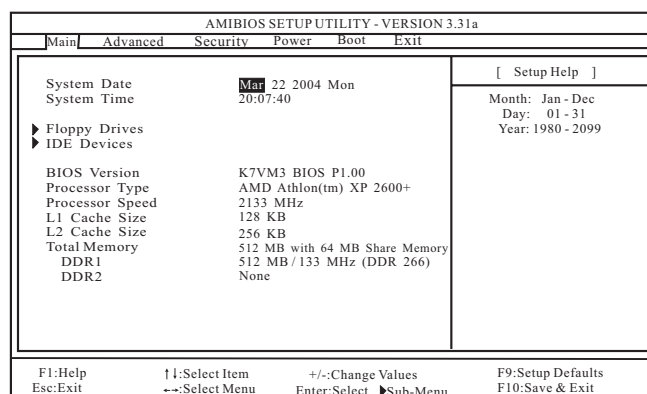 AMIBIOS SETUP UTILITY - VERSION 3.31a
Main Advanced Security Power Boot Exit
System Date Mar 22 2004 Mon
System Time 20:07:40
Floppy Drives
IDE Devices
BIOS Version K7VM3 BIOS P1.00
Processor Type AMD Athlon(tm) XP 2600+
Processor Speed 2133 MHz
L1 Cache Size 128 KB
L2 Cache Size 256 KB
Total Memory 512 MB with 64 MB Share Memory
DDR1 512 MB / 133 MHz (DDR 266)
DDR2 None
[ Setup Help ]
Month: Jan - Dec
Day: 01 - 31
Year: 1980 - 2099
F1:Help ↑↓:Select Item +/-:Change Values F9:Setup Defaults
Esc:Exit ←→:Select Menu Enter:Select ▶Sub-Menu F10:Save & Exit